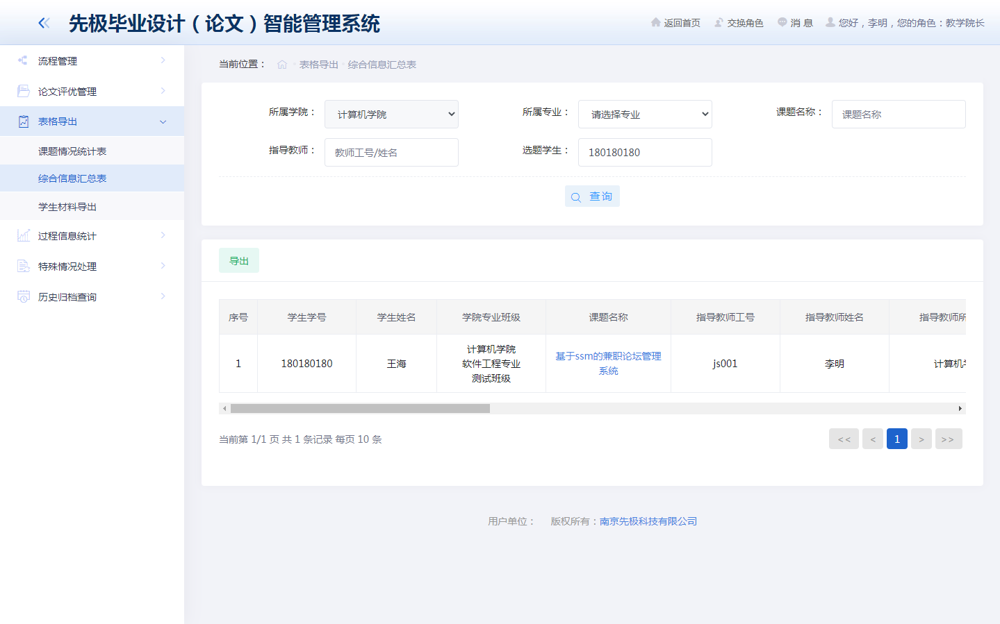 先极毕业设计（论文）智能管理系统
返回首页 交换角色 消 息 您好，李明，您的角色：教学院长
流程管理
论文评优管理
表格导出
课题情况统计表
综合信息汇总表
学生材料导出
过程信息统计
特殊情况处理
历史归档查询
当前位置： 表格导出 综合信息汇总表
所属学院： 计算机学院 所属专业： 请选择专业 课题名称： 课题名称
指导教师： 教师工号/姓名 选题学生： 180180180
查询
导出
序号 学生学号 学生姓名 学院专业班级 课题名称 指导教师工号 指导教师姓名 指导教师所
1 180180180 王海 计算机学院 软件工程专业 测试班级 基于ssm的兼职论坛管理系统 js001 李明 计算机
当前第 1/1 页 共 1 条记录 每页 10 条
<< < 1 > >>
用户单位： 版权所有：南京先极科技有限公司